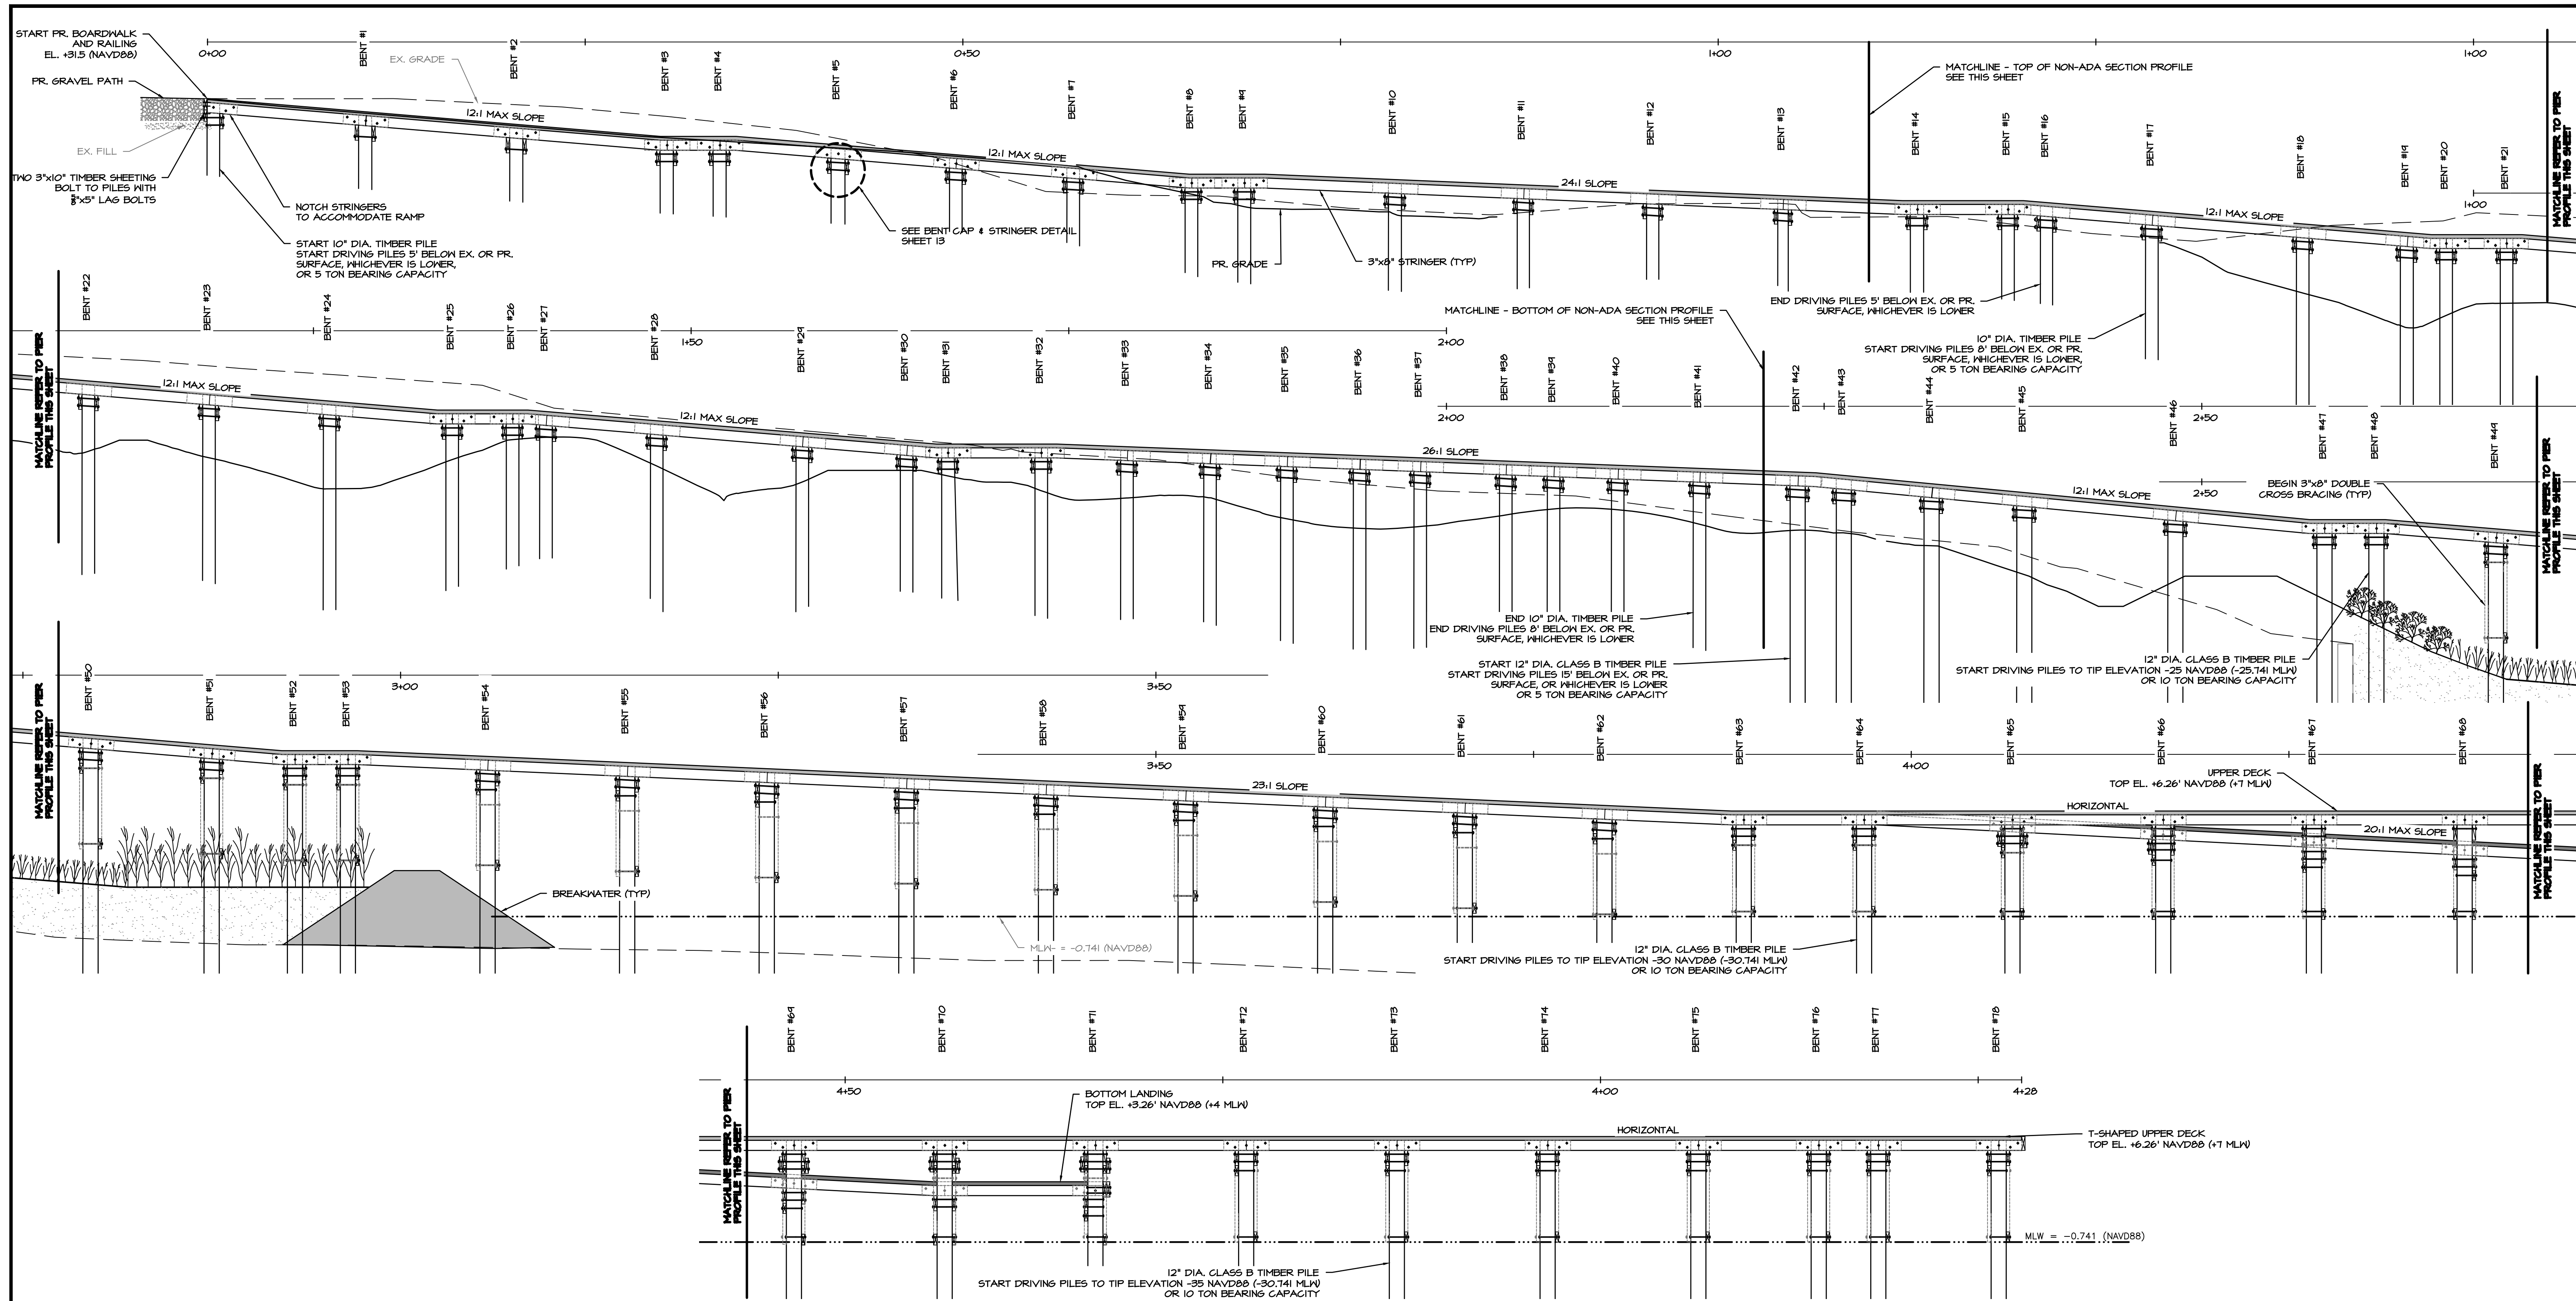 START PR. BOARDWALK
AND RAILING
EL. +31.5 (NAVD88)
PR. GRAVEL PATH
EX. FILL
TWO 3"x10" TIMBER SHEETING
BOLT TO PILES WITH
"x5" LAG BOLTS
0+00
0+50
1+00
1+00
1+00
BENT #1
BENT #2
BENT #3
BENT #4
BENT #5
BENT #6
BENT #7
BENT #8
BENT #9
BENT #10
BENT #11
BENT #12
BENT #13
BENT #14
BENT #15
BENT #16
BENT #17
BENT #18
BENT #19
BENT #20
BENT #21
EX. GRADE
12:1 MAX SLOPE
12:1 MAX SLOPE
24:1 SLOPE
12:1 MAX SLOPE
NOTCH STRINGERS
TO ACCOMMODATE RAMP
START 10" DIA. TIMBER PILE
START DRIVING PILES 5' BELOW EX. OR PR.
SURFACE, WHICHEVER IS LOWER,
OR 5 TON BEARING CAPACITY
SEE BENT CAP & STRINGER DETAIL
SHEET 13
PR. GRADE
3"x8" STRINGER (TYP)
MATCHLINE - TOP OF NON-ADA SECTION PROFILE
SEE THIS SHEET
END DRIVING PILES 5' BELOW EX. OR PR.
SURFACE, WHICHEVER IS LOWER
10" DIA. TIMBER PILE
START DRIVING PILES 8' BELOW EX. OR PR.
SURFACE, WHICHEVER IS LOWER,
OR 5 TON BEARING CAPACITY
MATCHLINE REFER TO PIER
PROFILE THIS SHEET
MATCHLINE REFER TO PIER
PROFILE THIS SHEET
BENT #22
BENT #23
BENT #24
BENT #25
BENT #26
BENT #27
BENT #28
BENT #29
BENT #30
BENT #31
BENT #32
BENT #33
BENT #34
BENT #35
BENT #36
BENT #37
BENT #38
BENT #39
BENT #40
BENT #41
BENT #42
BENT #43
BENT #44
BENT #45
BENT #46
BENT #47
BENT #48
BENT #49
1+50
2+00
2+00
2+50
2+50
12:1 MAX SLOPE
12:1 MAX SLOPE
26:1 SLOPE
12:1 MAX SLOPE
MATCHLINE - BOTTOM OF NON-ADA SECTION PROFILE
SEE THIS SHEET
BEGIN 3"x8" DOUBLE
CROSS BRACING (TYP)
END 10" DIA. TIMBER PILE
END DRIVING PILES 8' BELOW EX. OR PR.
SURFACE, WHICHEVER IS LOWER
START 12" DIA. CLASS B TIMBER PILE
START DRIVING PILES 15' BELOW EX. OR PR.
SURFACE, OR WHICHEVER IS LOWER
OR 5 TON BEARING CAPACITY
12" DIA. CLASS B TIMBER PILE
START DRIVING PILES TO TIP ELEVATION -25 NAVD88 (-25.741 MLW)
OR 10 TON BEARING CAPACITY
MATCHLINE REFER TO PIER
PROFILE THIS SHEET
MATCHLINE REFER TO PIER
PROFILE THIS SHEET
BENT #50
BENT #51
BENT #52
BENT #53
BENT #54
BENT #55
BENT #56
BENT #57
BENT #58
BENT #59
BENT #60
BENT #61
BENT #62
BENT #63
BENT #64
BENT #65
BENT #66
BENT #67
BENT #68
3+00
3+50
3+50
4+00
23:1 SLOPE
HORIZONTAL
20:1 MAX SLOPE
UPPER DECK
TOP EL. +6.26' NAVD88 (+7 MLW)
BREAKWATER (TYP)
MLW- = -0.741 (NAVD88)
12" DIA. CLASS B TIMBER PILE
START DRIVING PILES TO TIP ELEVATION -30 NAVD88 (-30.741 MLW)
OR 10 TON BEARING CAPACITY
MATCHLINE REFER TO PIER
PROFILE THIS SHEET
MATCHLINE REFER TO PIER
PROFILE THIS SHEET
BENT #69
BENT #70
BENT #71
BENT #72
BENT #73
BENT #74
BENT #75
BENT #76
BENT #77
BENT #78
4+50
4+00
4+28
BOTTOM LANDING
TOP EL. +3.26' NAVD88 (+4 MLW)
HORIZONTAL
T-SHAPED UPPER DECK
TOP EL. +6.26' NAVD88 (+7 MLW)
MLW = -0.741 (NAVD88)
12" DIA. CLASS B TIMBER PILE
START DRIVING PILES TO TIP ELEVATION -35 NAVD88 (-30.741 MLW)
OR 10 TON BEARING CAPACITY